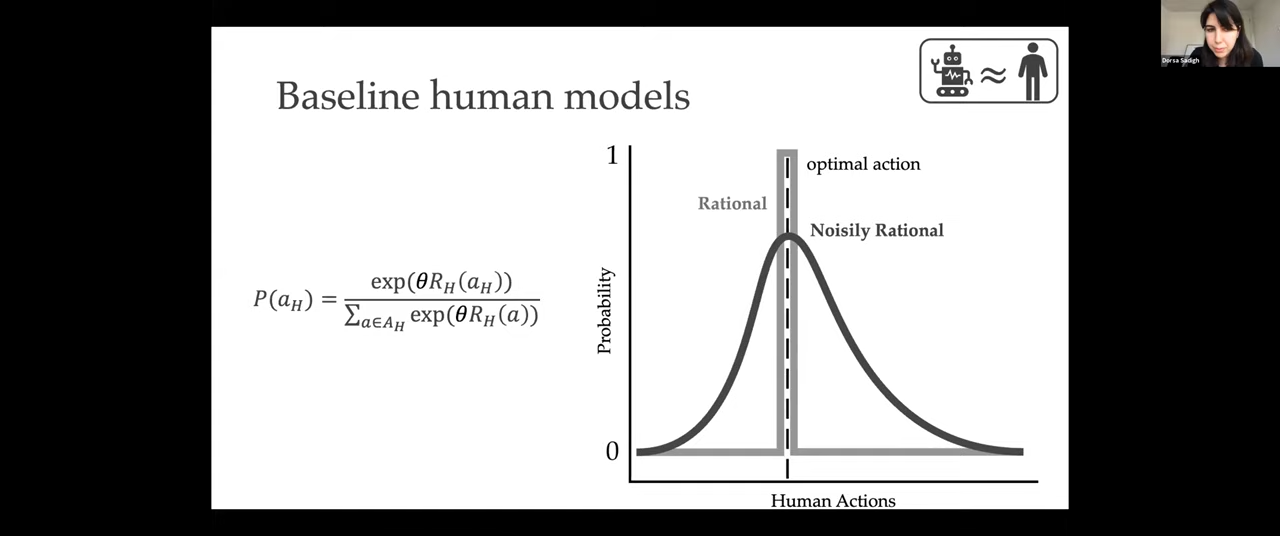 Baseline human models
Dorsa Sadigh
1
optimal action
Rational
Noisily Rational
P(a_H) = exp(θR_H(a_H)) / ∑_{a∈A_H} exp(θR_H(a))
Probability
0
Human Actions